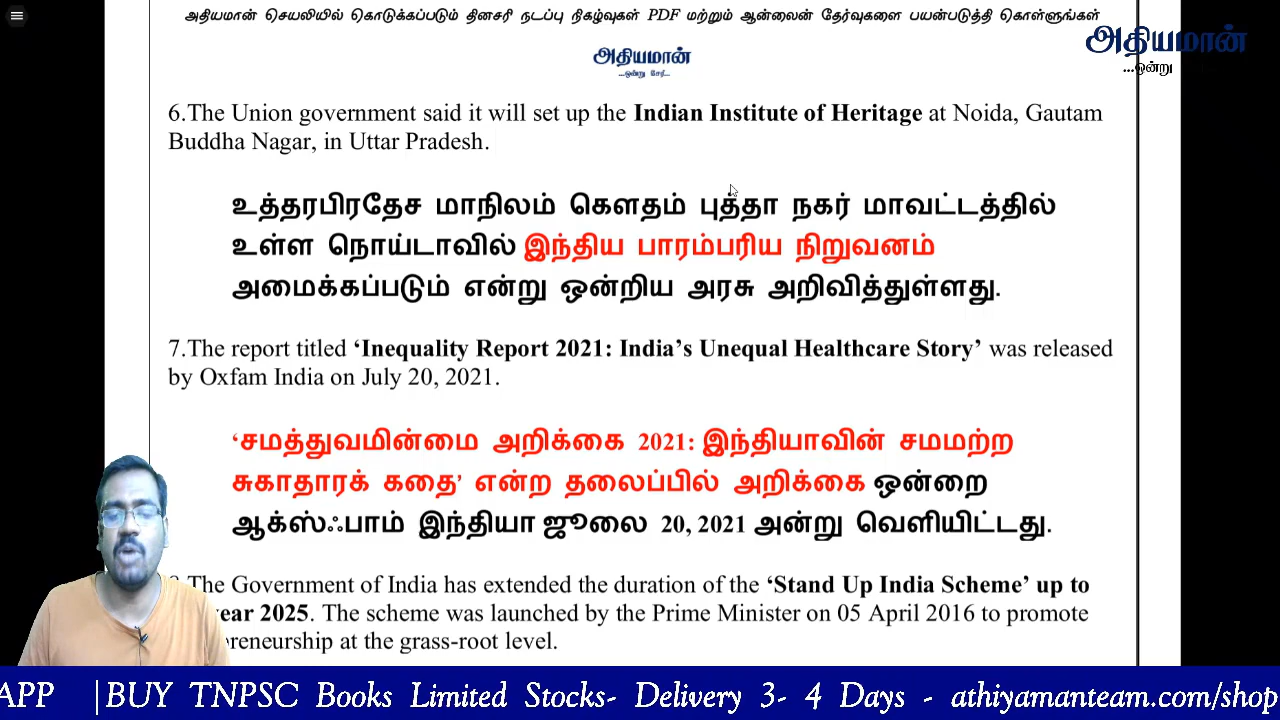 அதியமான் செயலியில் கொடுக்கப்படும் தினசரி நடப்பு நிகழ்வுகள் PDF மற்றும் ஆன்லைன் தேர்வுகளை பயன்படுத்தி கொள்ளுங்கள்
அதியமான்
...ஒன்று
அதியமான்
...ஒன்று சேர்...
6.The Union government said it will set up the Indian Institute of Heritage at Noida, Gautam
Buddha Nagar, in Uttar Pradesh.
உத்தரபிரதேச மாநிலம் கௌதம் புத்தா நகர் மாவட்டத்தில்
உள்ள நொய்டாவில் இந்திய பாரம்பரிய நிறுவனம்
அமைக்கப்படும் என்று ஒன்றிய அரசு அறிவித்துள்ளது.
7.The report titled ‘Inequality Report 2021: India’s Unequal Healthcare Story’ was released
by Oxfam India on July 20, 2021.
‘சமத்துவமின்மை அறிக்கை 2021: இந்தியாவின் சமமற்ற
சுகாதாரக் கதை’ என்ற தலைப்பில் அறிக்கை ஒன்றை
ஆக்ஸ்ஃபாம் இந்தியா ஜூலை 20, 2021 அன்று வெளியிட்டது.
The Government of India has extended the duration of the ‘Stand Up India Scheme’ up to
year 2025. The scheme was launched by the Prime Minister on 05 April 2016 to promote
preneurship at the grass-root level.
APP |BUY TNPSC Books Limited Stocks- Delivery 3- 4 Days - athiyamanteam.com/shop